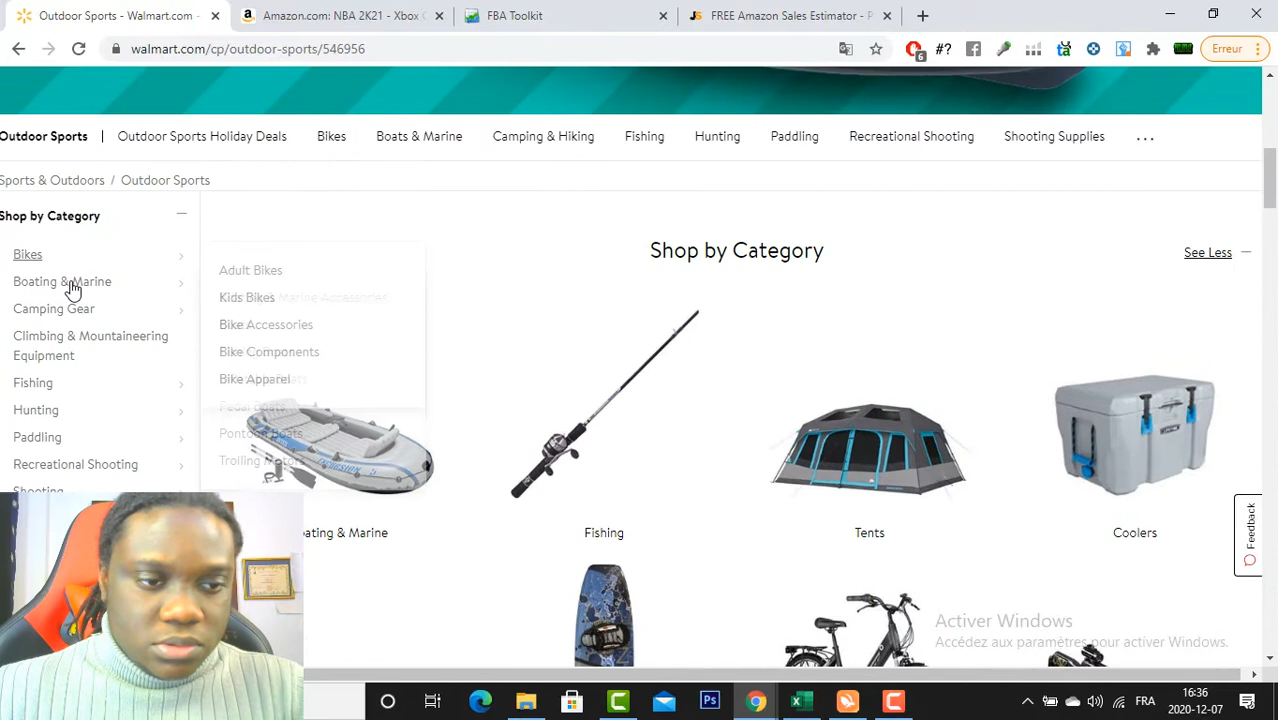 Outdoor Sports - Walmart.com -
Amazon.com: NBA 2K21 - Xbox
FBA Toolkit
FREE Amazon Sales Estimator - P
walmart.com/cp/outdoor-sports/546956
6
#?
Erreur
Outdoor Sports | Outdoor Sports Holiday Deals Bikes Boats & Marine Camping & Hiking Fishing Hunting Paddling Recreational Shooting Shooting Supplies ...
Sports & Outdoors / Outdoor Sports
Shop by Category
Bikes
Boating & Marine
Camping Gear
Climbing & Mountaineering
Equipment
Fishing
Hunting
Paddling
Recreational Shooting
Shooting
Adult Bikes
Kids Bikes
& Marine Accessories
Bike Accessories
Bike Components
Bike Apparel
Pedal Boats
Pontoon Boats
Trolling Motors
Shop by Category
See Less
ating & Marine
Fishing
Tents
Coolers
Feedback
Activer Windows
Accédez aux paramètres pour activer Windows.
Ps
FRA
16:36
2020-12-07